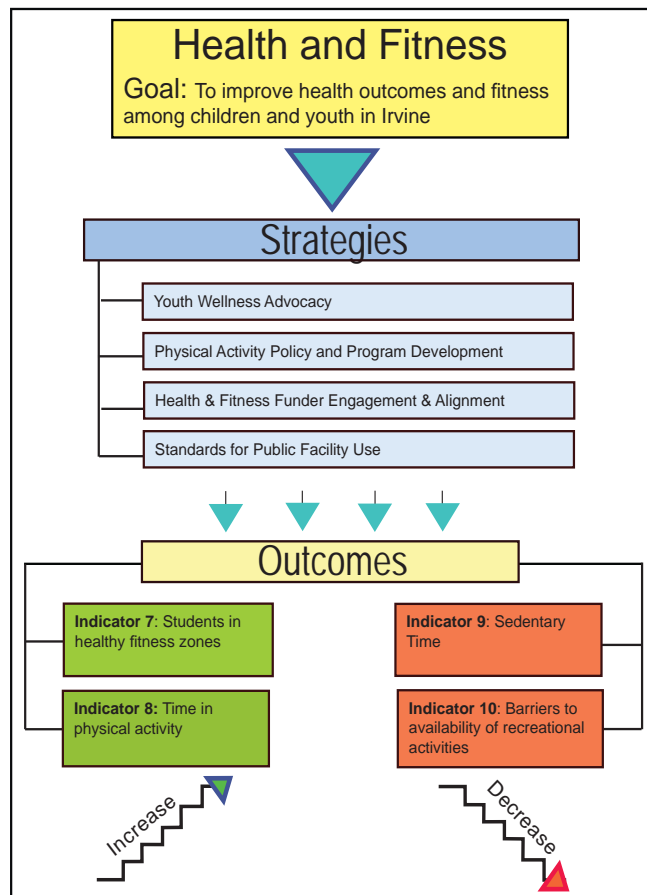 Health and Fitness
Goal: To improve health outcomes and fitness
among children and youth in Irvine
Strategies
Youth Wellness Advocacy
Physical Activity Policy and Program Development
Health & Fitness Funder Engagement & Alignment
Standards for Public Facility Use
Outcomes
Indicator 7: Students in
healthy fitness zones
Indicator 8: Time in
physical activity
Indicator 9: Sedentary
Time
Indicator 10: Barriers to
availability of recreational
activities
Increase
Decrease